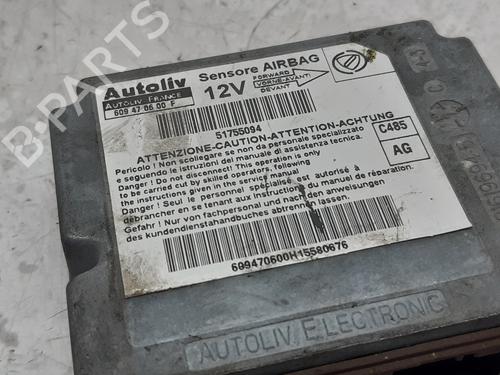 Autoliv
Sensore AIRBAG
AUTOLIV FRANCE
12V
FORWARD
VORNE-AVANTI
DEVANT
609 47 06 00 F
51755094
ATTENZIONE-CAUTION-ATTENTION-ACHTUNG
Pericolo ! Non scollegare se non da personale specializzato
eseguendo le istruzioni del manuale di assistenza tecnica.
Danger ! Do not disconnect! This operation is only
to be carried out by skilled operators, following
the instructions given in the service manual
Danger ! Seul le personnel spécialisé est autorisé à
débrancher en se tenant aux instructions du manuel de réparation.
Gefahr ! Nur von fachpersonal und nach den anweisungen
des kundendienstahandbuches abtrennen lassen.
C485
AG
609470600H15580676
AUTOLIV ELECTRONIC
B-PARTS